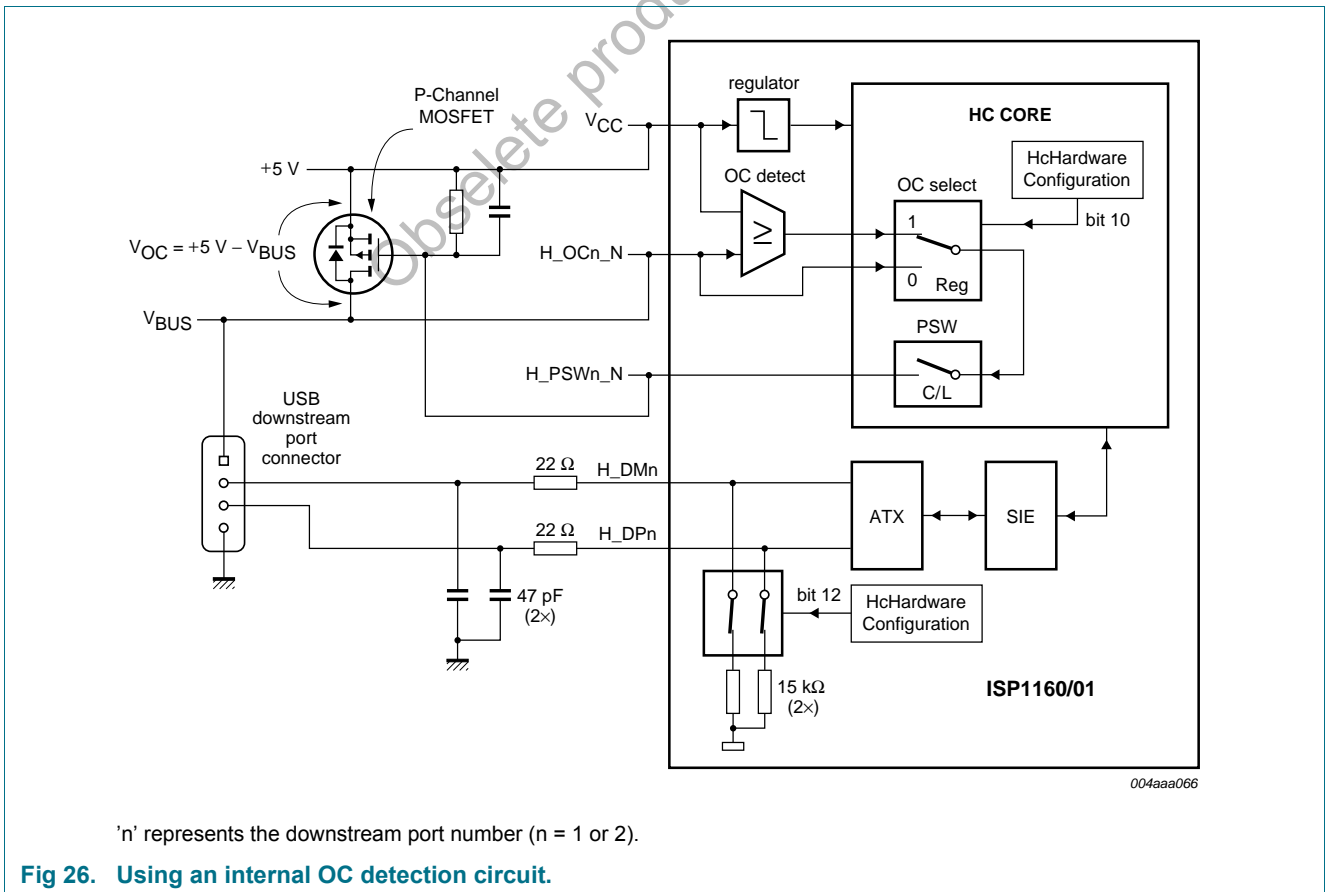 Obsolete produ
P-Channel
MOSFET
+5 V
VOC = +5 V − VBUS
VBUS
USB
downstream
port
connector
VCC
regulator
OC detect
≥
H_OCn_N
H_PSWn_N
HC CORE
HcHardware
Configuration
bit 10
OC select
1
0
Reg
PSW
C/L
22 Ω
H_DMn
22 Ω
H_DPn
47 pF
(2×)
ATX
SIE
bit 12
HcHardware
Configuration
15 kΩ
(2×)
ISP1160/01
004aaa066
'n' represents the downstream port number (n = 1 or 2).
Fig 26. Using an internal OC detection circuit.